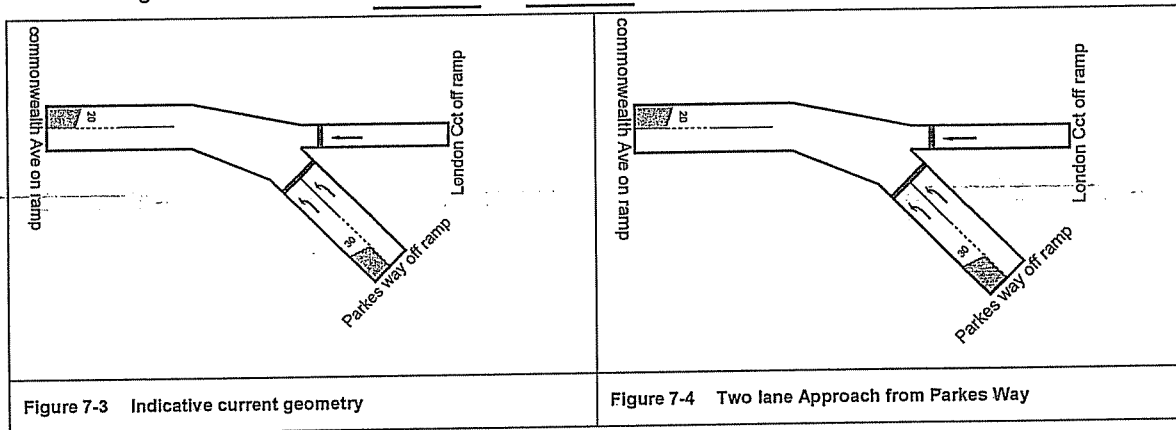 commonwealth Ave on ramp
20
London Cct off ramp
30
Parkes way off ramp
Figure 7-3 Indicative current geometry
commonwealth Ave on ramp
20
London Cct off ramp
30
Parkes way off ramp
Figure 7-4 Two lane Approach from Parkes Way